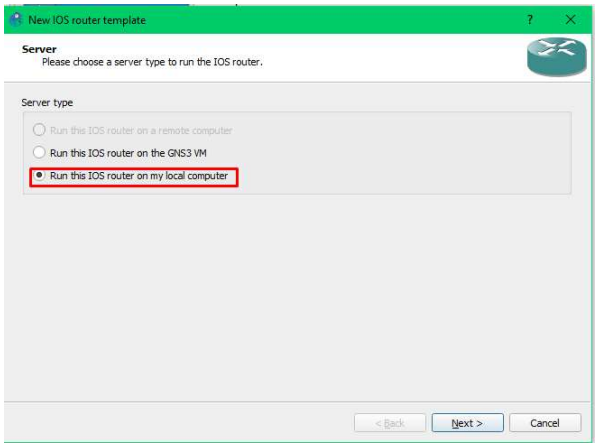 New IOS router template
Server
Please choose a server type to run the IOS router.
Server type
Run this IOS router on a remote computer
Run this IOS router on the GNS3 VM
Run this IOS router on my local computer
< Back
Next >
Cancel